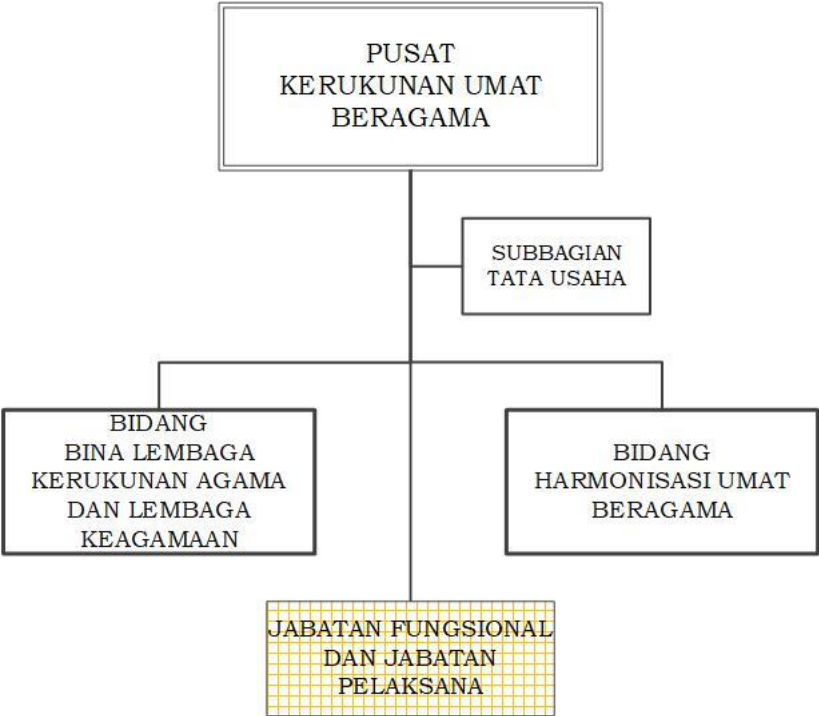 PUSAT
KERUKUNAN UMAT
BERAGAMA
SUBBAGIAN
TATA USAHA
BIDANG
BINA LEMBAGA
KERUKUNAN AGAMA
DAN LEMBAGA
KEAGAMAAN
BIDANG
HARMONISASI UMAT
BERAGAMA
JABATAN FUNGSIONAL
DAN JABATAN
PELAKSANA